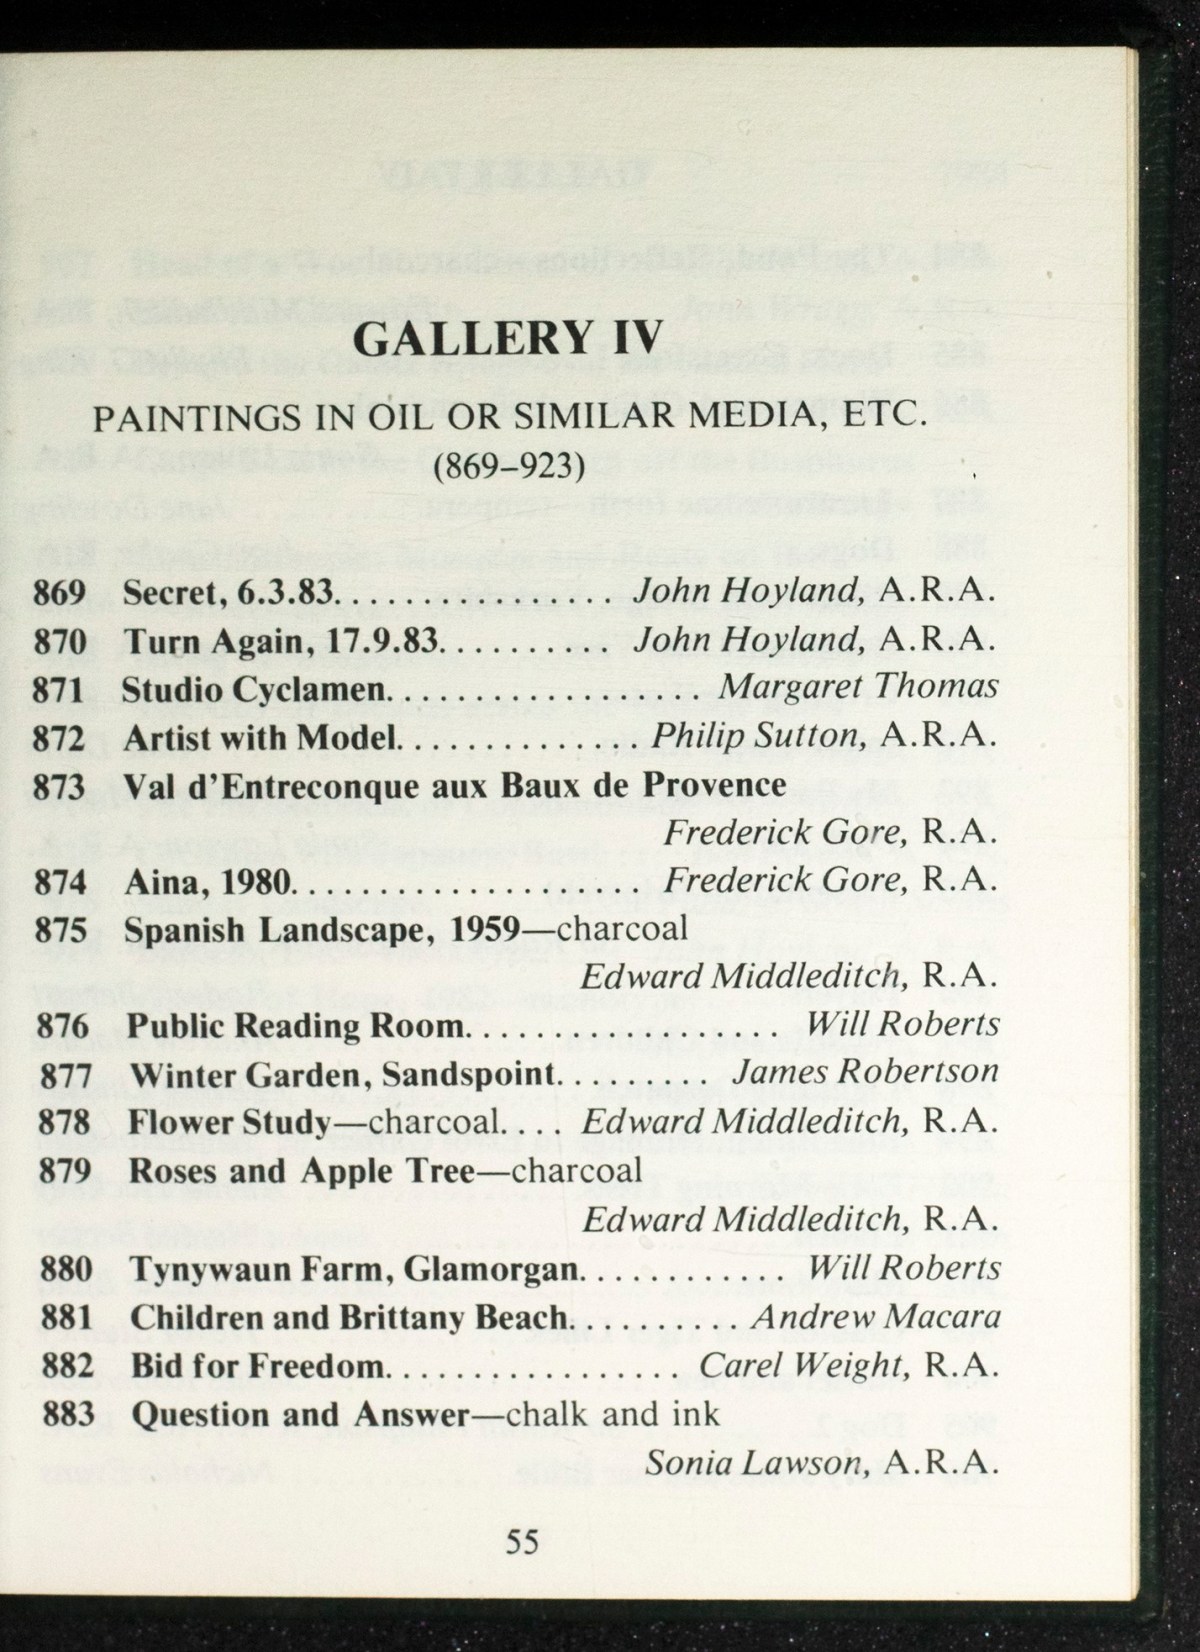 GALLERY IV
PAINTINGS IN OIL OR SIMILAR MEDIA, ETC.
(869–923)
869 Secret, 6.3.83................ John Hoyland, A.R.A.
870 Turn Again, 17.9.83.......... John Hoyland, A.R.A.
871 Studio Cyclamen.................. Margaret Thomas
872 Artist with Model.............. Philip Sutton, A.R.A.
873 Val d'Entreconque aux Baux de Provence
Frederick Gore, R.A.
874 Aina, 1980..................... Frederick Gore, R.A.
875 Spanish Landscape, 1959—charcoal
Edward Middleditch, R.A.
876 Public Reading Room................... Will Roberts
877 Winter Garden, Sandspoint.......... James Robertson
878 Flower Study—charcoal.... Edward Middleditch, R.A.
879 Roses and Apple Tree—charcoal
Edward Middleditch, R.A.
880 Tynywaun Farm, Glamorgan............. Will Roberts
881 Children and Brittany Beach.......... Andrew Macara
882 Bid for Freedom.................. Carel Weight, R.A.
883 Question and Answer—chalk and ink
Sonia Lawson, A.R.A.
55